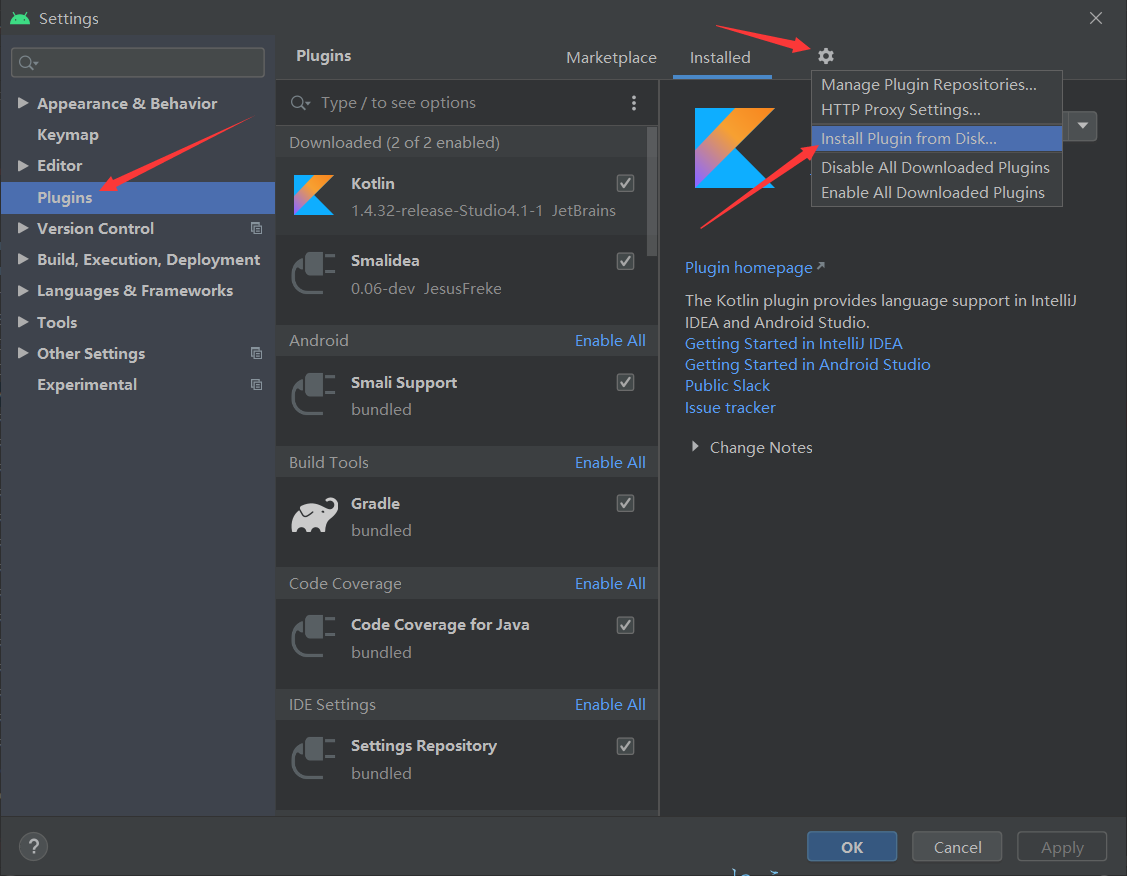 Settings
Appearance & Behavior
Keymap
Editor
Plugins
Version Control
Build, Execution, Deployment
Languages & Frameworks
Tools
Other Settings
Experimental
Plugins
Marketplace
Installed
Type / to see options
Downloaded (2 of 2 enabled)
Kotlin
1.4.32-release-Studio4.1-1 JetBrains
Smalidea
0.06-dev JesusFreke
Android Enable All
Smali Support
bundled
Build Tools Enable All
Gradle
bundled
Code Coverage Enable All
Code Coverage for Java
bundled
IDE Settings Enable All
Settings Repository
bundled
Manage Plugin Repositories...
HTTP Proxy Settings...
Install Plugin from Disk...
Disable All Downloaded Plugins
Enable All Downloaded Plugins
Plugin homepage
The Kotlin plugin provides language support in IntelliJ
IDEA and Android Studio.
Getting Started in IntelliJ IDEA
Getting Started in Android Studio
Public Slack
Issue tracker
Change Notes
?
OK
Cancel
Apply